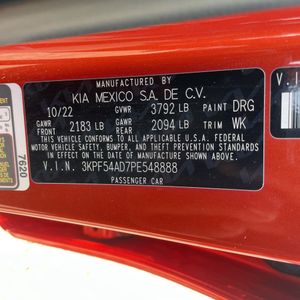 MANUFACTURED BY
KIA MEXICO S.A. DE C.V.
10/22 GVWR 3792 LB PAINT DRG
GAWR FRONT 2183 LB GAWR REAR 2094 LB TRIM WK
THIS VEHICLE CONFORMS TO ALL APPLICABLE U.S.A. FEDERAL
MOTOR VEHICLE SAFETY, BUMPER, AND THEFT PREVENTION STANDARDS
IN EFFECT ON THE DATE OF MANUFACTURE SHOWN ABOVE.
V.I.N. 3KPF54AD7PE548888
PASSENGER CAR
7620
V